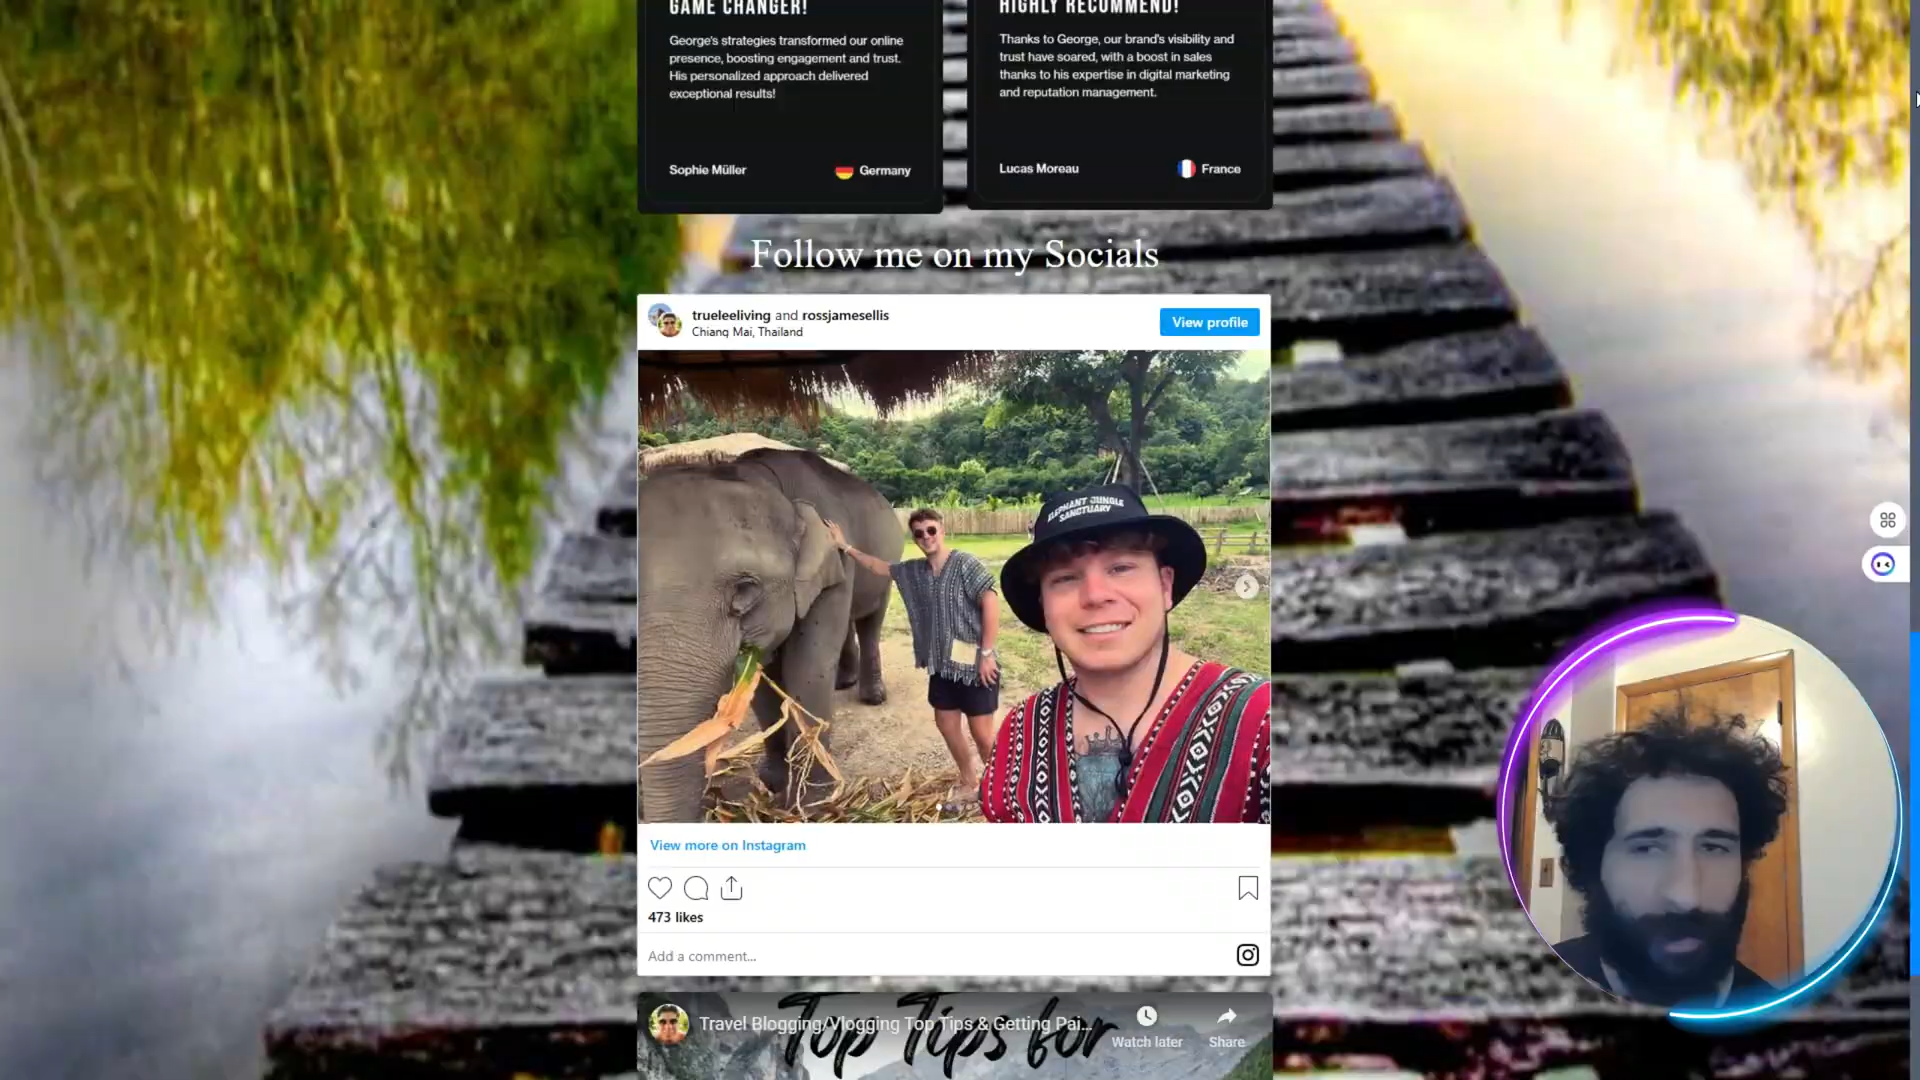 GAME CHANGER!
George's strategies transformed our online
presence, boosting engagement and trust.
His personalized approach delivered
exceptional results!
Sophie Müller
Germany
HIGHLY RECOMMEND!
Thanks to George, our brand's visibility and
trust have soared, with a boost in sales
thanks to his expertise in digital marketing
and reputation management.
Lucas Moreau
France
Follow me on my Socials
trueleeliving and rossjamesellis
Chiang Mai, Thailand
View profile
ELEPHANT JUNGLE
SANCTUARY
View more on Instagram
473 likes
Add a comment...
Travel Blogging/Vlogging Top Tips & Getting Pai...
Top Tips for
Watch later
Share